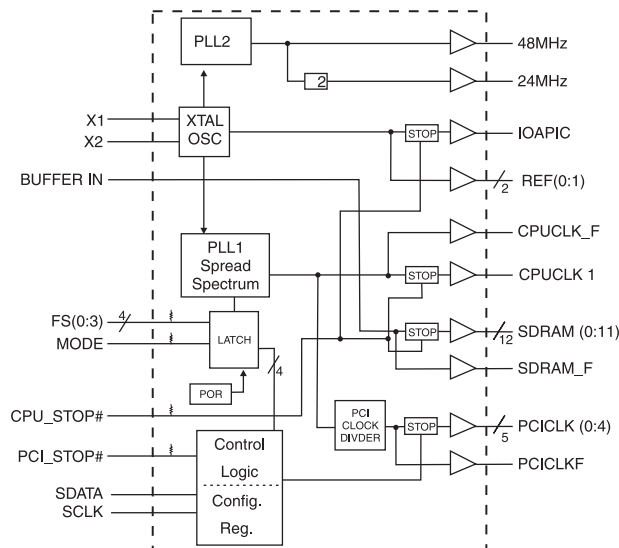 PLL2
48MHz
2
24MHz
X1
X2
XTAL
OSC
STOP
IOAPIC
BUFFER IN
2
REF(0:1)
PLL1
Spread
Spectrum
CPUCLK_F
STOP
CPUCLK 1
FS(0:3)
4
MODE
LATCH
4
STOP
12
SDRAM (0:11)
SDRAM_F
POR
CPU_STOP#
PCI
CLOCK
DIVDER
STOP
5
PCICLK (0:4)
PCICLKF
PCI_STOP#
Control
Logic
SDATA
SCLK
Config.
Reg.